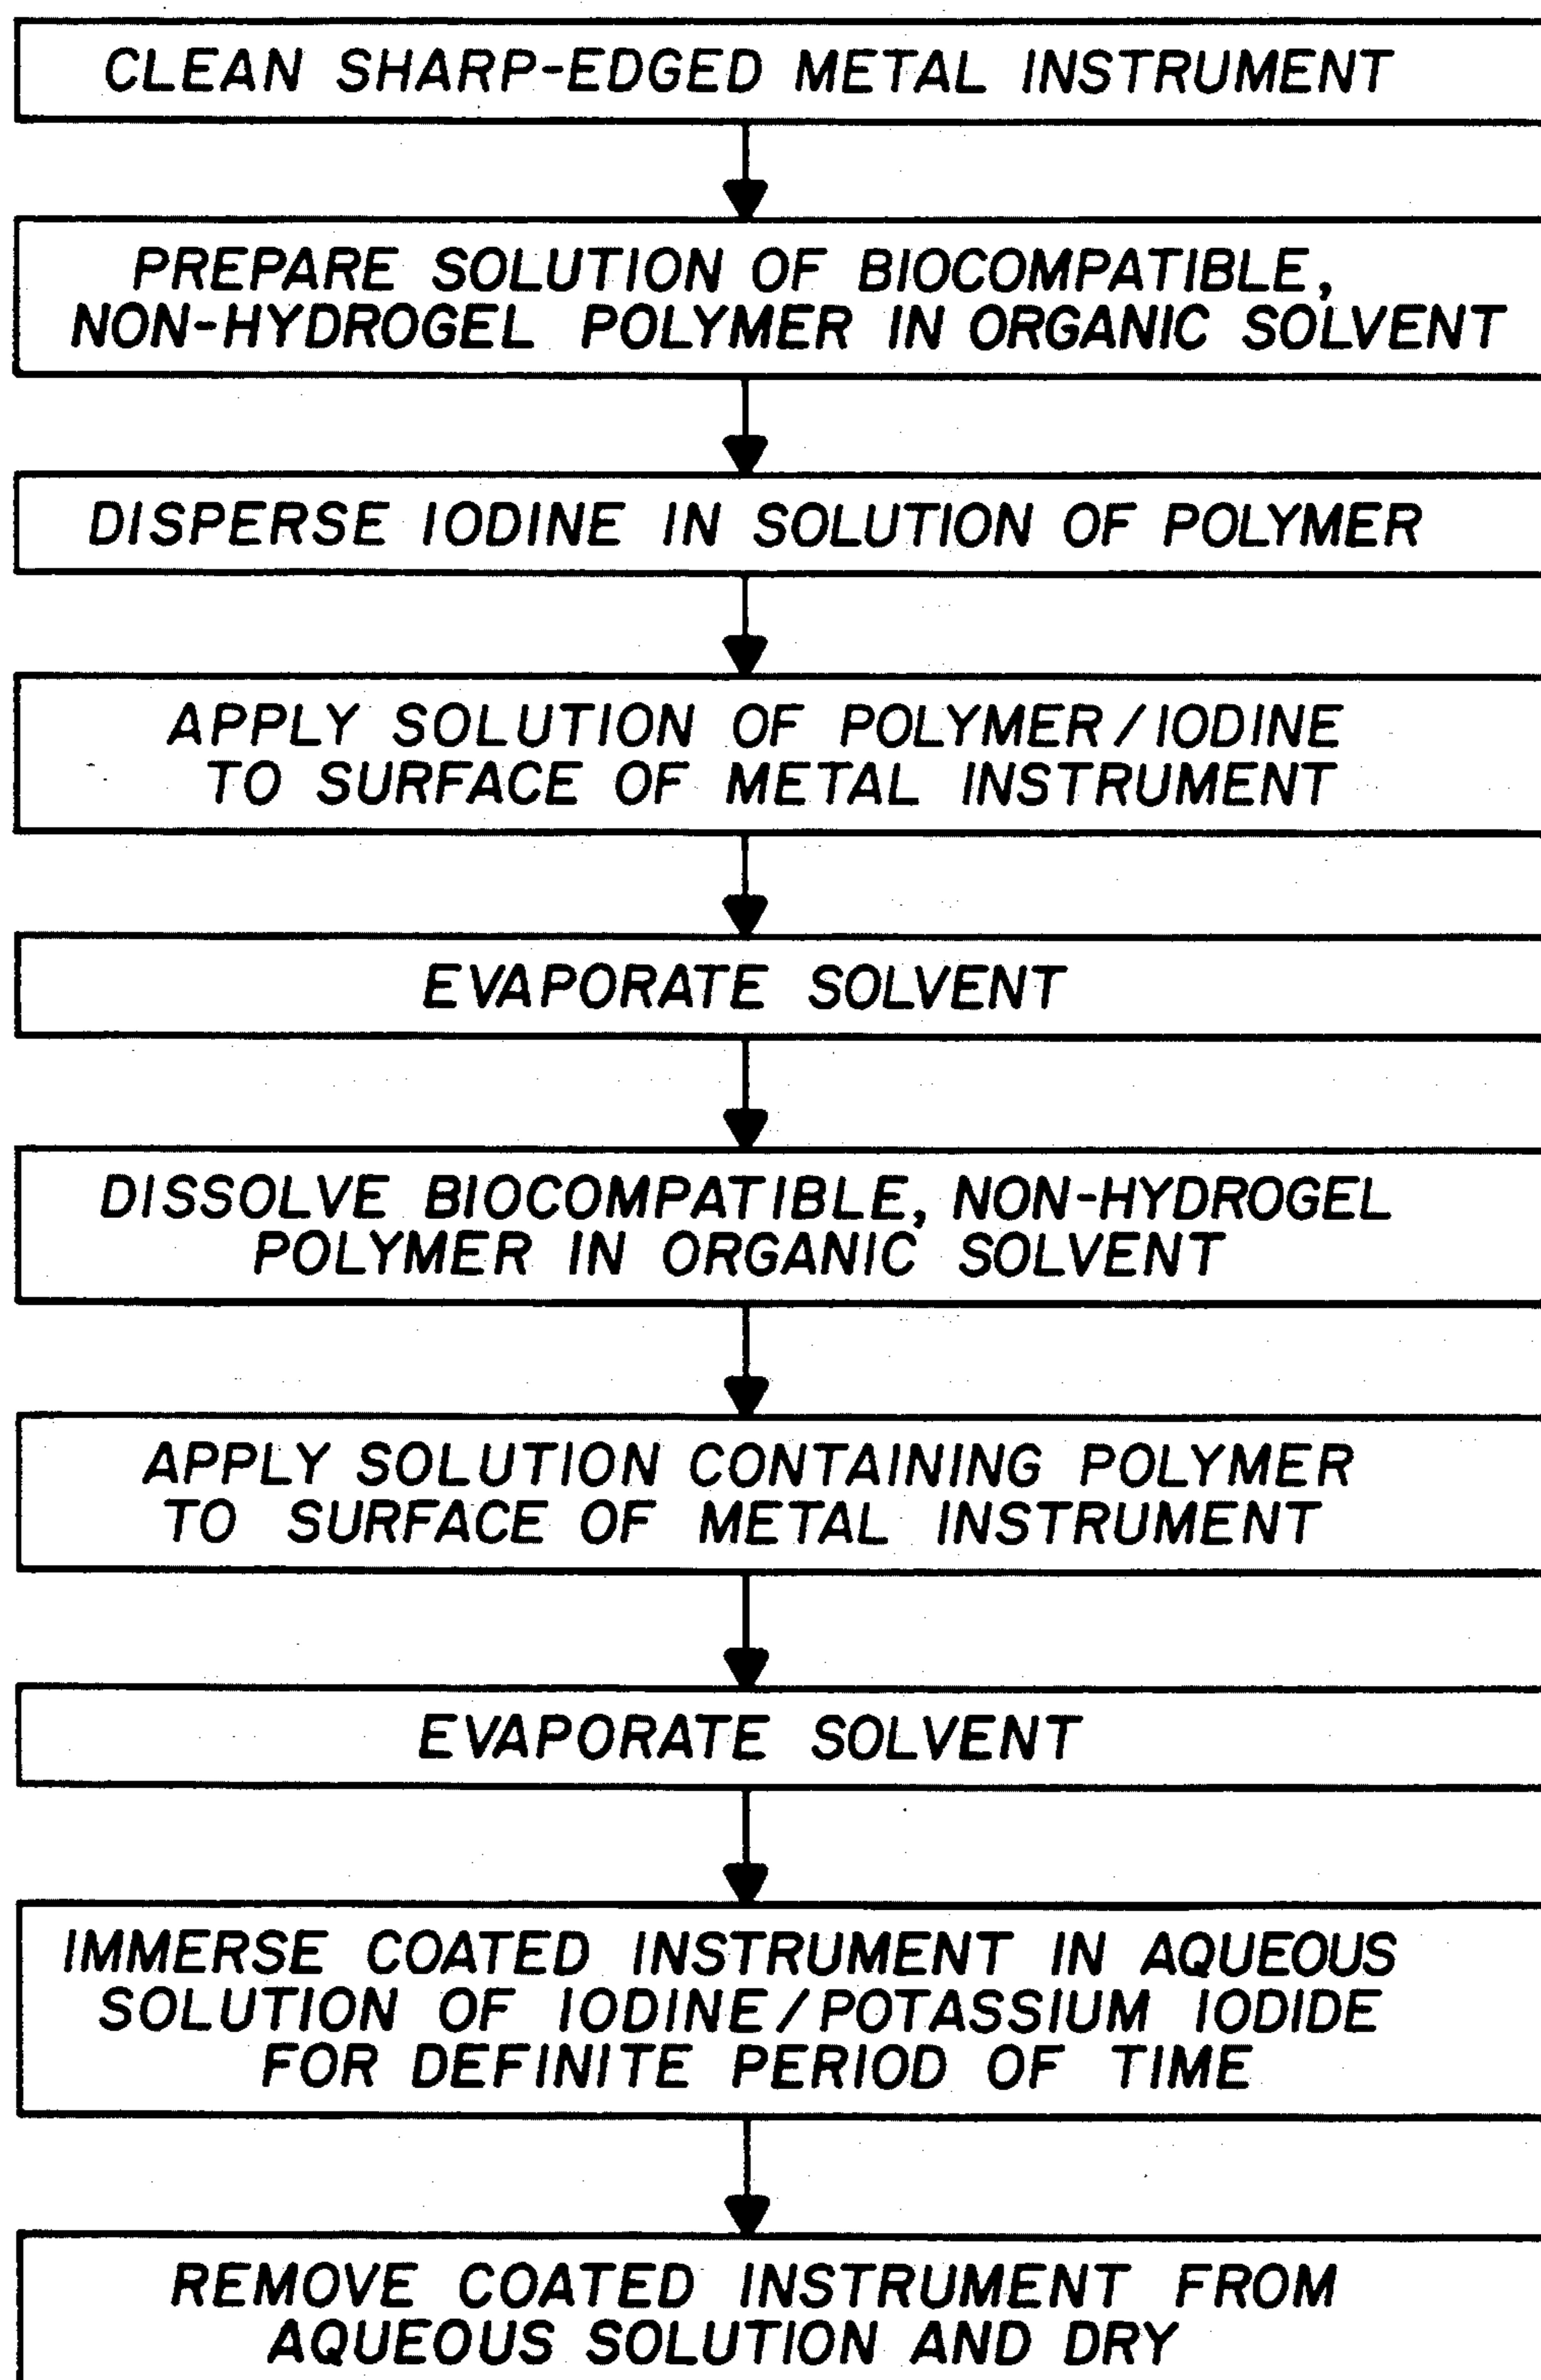 CLEAN SHARP-EDGED METAL INSTRUMENT
PREPARE SOLUTION OF BIOCOMPATIBLE,
NON-HYDROGEL POLYMER IN ORGANIC SOLVENT
DISPERSE IODINE IN SOLUTION OF POLYMER
APPLY SOLUTION OF POLYMER/IODINE
TO SURFACE OF METAL INSTRUMENT
EVAPORATE SOLVENT
DISSOLVE BIOCOMPATIBLE, NON-HYDROGEL
POLYMER IN ORGANIC SOLVENT
APPLY SOLUTION CONTAINING POLYMER
TO SURFACE OF METAL INSTRUMENT
EVAPORATE SOLVENT
IMMERSE COATED INSTRUMENT IN AQUEOUS
SOLUTION OF IODINE/POTASSIUM IODIDE
FOR DEFINITE PERIOD OF TIME
REMOVE COATED INSTRUMENT FROM
AQUEOUS SOLUTION AND DRY